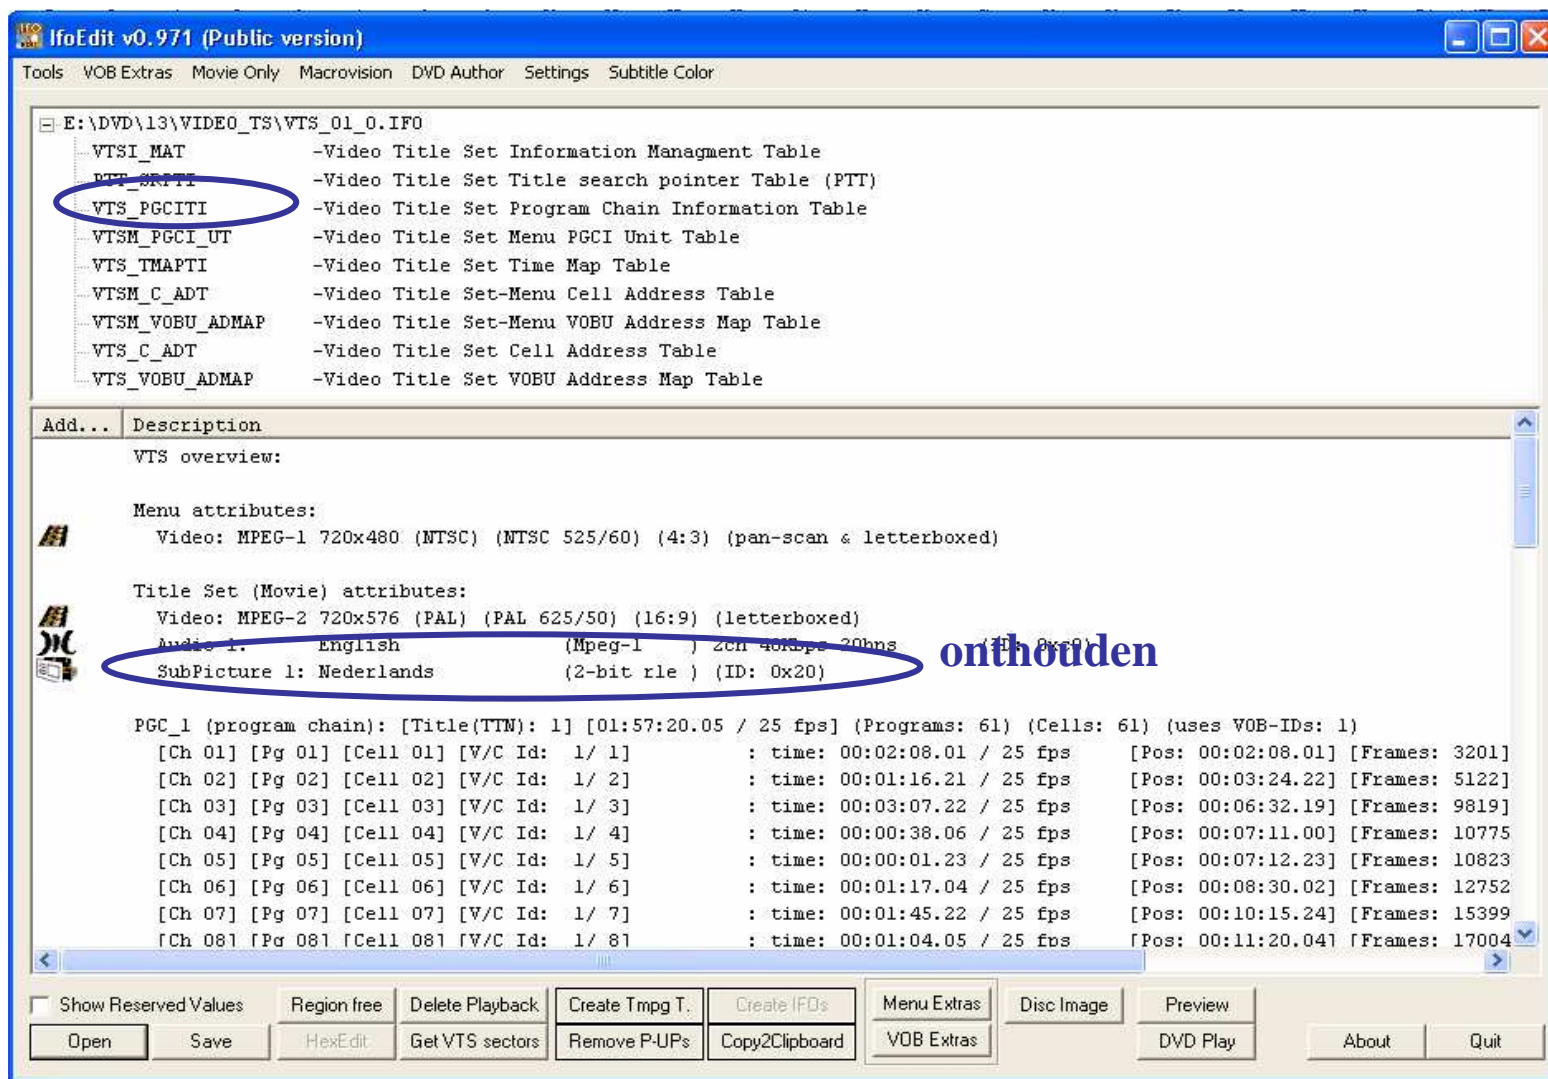 IfoEdit v0.971 (Public version)
Tools VOB Extras Movie Only Macrovision DVD Author Settings Subtitle Color
E:\DVD\13\VIDEO_TS\VTS_01_0.IFO
VTSI_MAT -Video Title Set Information Managment Table
PTT_SRPTI -Video Title Set Title search pointer Table (PTT)
VTS_PGCITI -Video Title Set Program Chain Information Table
VTSM_PGCI_UT -Video Title Set Menu PGCI Unit Table
VTS_TMAPTI -Video Title Set Time Map Table
VTSM_C_ADT -Video Title Set-Menu Cell Address Table
VTSM_VOBU_ADMAP -Video Title Set-Menu VOBU Address Map Table
VTS_C_ADT -Video Title Set Cell Address Table
VTS_VOBU_ADMAP -Video Title Set VOBU Address Map Table
Add... Description
VTS overview:
Menu attributes:
Video: MPEG-1 720x480 (NTSC) (NTSC 525/60) (4:3) (pan-scan & letterboxed)
Title Set (Movie) attributes:
Video: MPEG-2 720x576 (PAL) (PAL 625/50) (16:9) (letterboxed)
Audio 1: English (Mpeg-1 ) 2ch 48Kbps 20bps (ID: 0xc0)
onthouden
SubPicture 1: Nederlands (2-bit rle ) (ID: 0x20)
PGC_1 (program chain): [Title(TTN): 1] [01:57:20.05 / 25 fps] (Programs: 61) (Cells: 61) (uses VOB-IDs: 1)
[Ch 01] [Pg 01] [Cell 01] [V/C Id: 1/ 1] : time: 00:02:08.01 / 25 fps [Pos: 00:02:08.01] [Frames: 3201]
[Ch 02] [Pg 02] [Cell 02] [V/C Id: 1/ 2] : time: 00:01:16.21 / 25 fps [Pos: 00:03:24.22] [Frames: 5122]
[Ch 03] [Pg 03] [Cell 03] [V/C Id: 1/ 3] : time: 00:03:07.22 / 25 fps [Pos: 00:06:32.19] [Frames: 9819]
[Ch 04] [Pg 04] [Cell 04] [V/C Id: 1/ 4] : time: 00:00:38.06 / 25 fps [Pos: 00:07:11.00] [Frames: 10775
[Ch 05] [Pg 05] [Cell 05] [V/C Id: 1/ 5] : time: 00:00:01.23 / 25 fps [Pos: 00:07:12.23] [Frames: 10823
[Ch 06] [Pg 06] [Cell 06] [V/C Id: 1/ 6] : time: 00:01:17.04 / 25 fps [Pos: 00:08:30.02] [Frames: 12752
[Ch 07] [Pg 07] [Cell 07] [V/C Id: 1/ 7] : time: 00:01:45.22 / 25 fps [Pos: 00:10:15.24] [Frames: 15399
[Ch 08] [Pg 08] [Cell 08] [V/C Id: 1/ 8] : time: 00:01:04.05 / 25 fps [Pos: 00:11:20.04] [Frames: 17004
Show Reserved Values Region free Delete Playback Create Tmpg T. Create IFOs Menu Extras Disc Image Preview
Open Save HexEdit Get VTS sectors Remove P-UPs Copy2Clipboard VOB Extras DVD Play About Quit